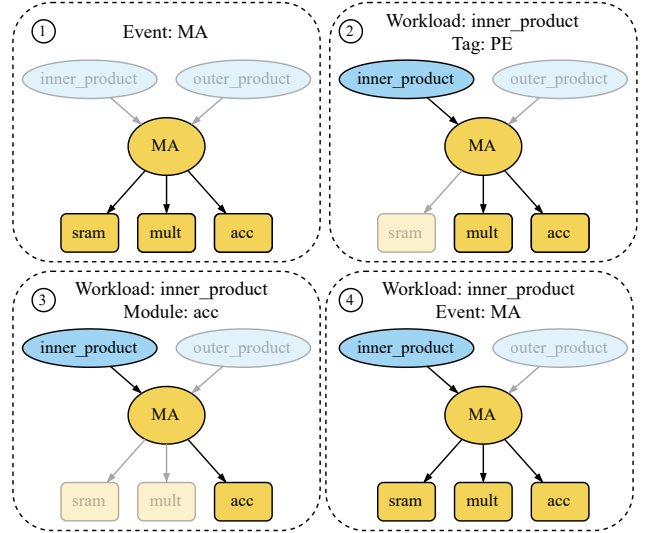 1
Event: MA
inner_product
outer_product
MA
sram
mult
acc
2
Workload: inner_product
Tag: PE
inner_product
outer_product
MA
sram
mult
acc
3
Workload: inner_product
Module: acc
inner_product
outer_product
MA
sram
mult
acc
4
Workload: inner_product
Event: MA
inner_product
outer_product
MA
sram
mult
acc